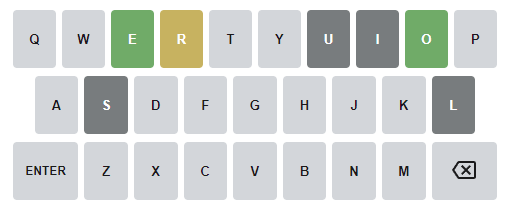 Q W E R T Y U I O P
A S D F G H J K L
ENTER Z X C V B N M